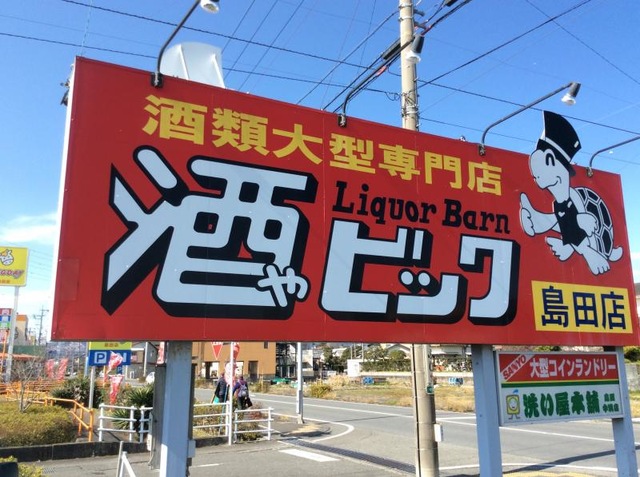 酒類大型専門店
酒やビック
Liquor Barn
島田店
SANYO 大型コインランドリー
洗い屋本舗
P